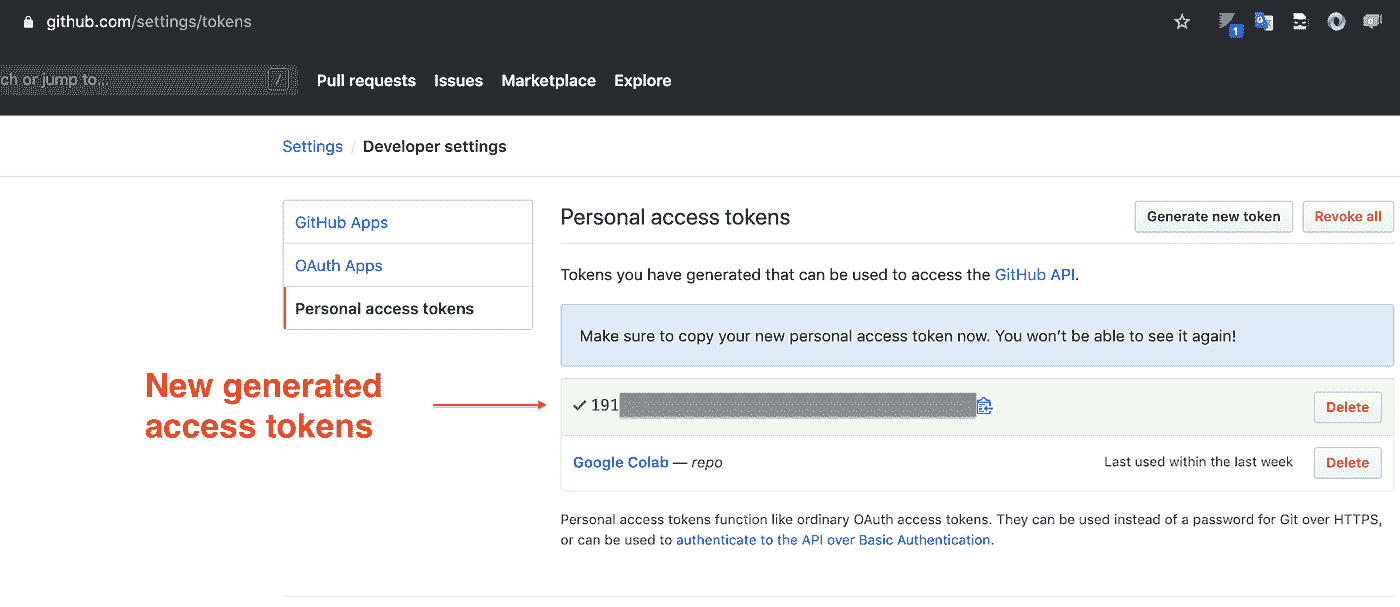 github.com/settings/tokens
1
ch or jump to... /
Pull requests Issues Marketplace Explore
Settings / Developer settings
GitHub Apps
OAuth Apps
Personal access tokens
Personal access tokens
Generate new token Revoke all
Tokens you have generated that can be used to access the GitHub API.
Make sure to copy your new personal access token now. You won’t be able to see it again!
New generated
access tokens
191
Delete
Google Colab — repo Last used within the last week Delete
Personal access tokens function like ordinary OAuth access tokens. They can be used instead of a password for Git over HTTPS,
or can be used to authenticate to the API over Basic Authentication.